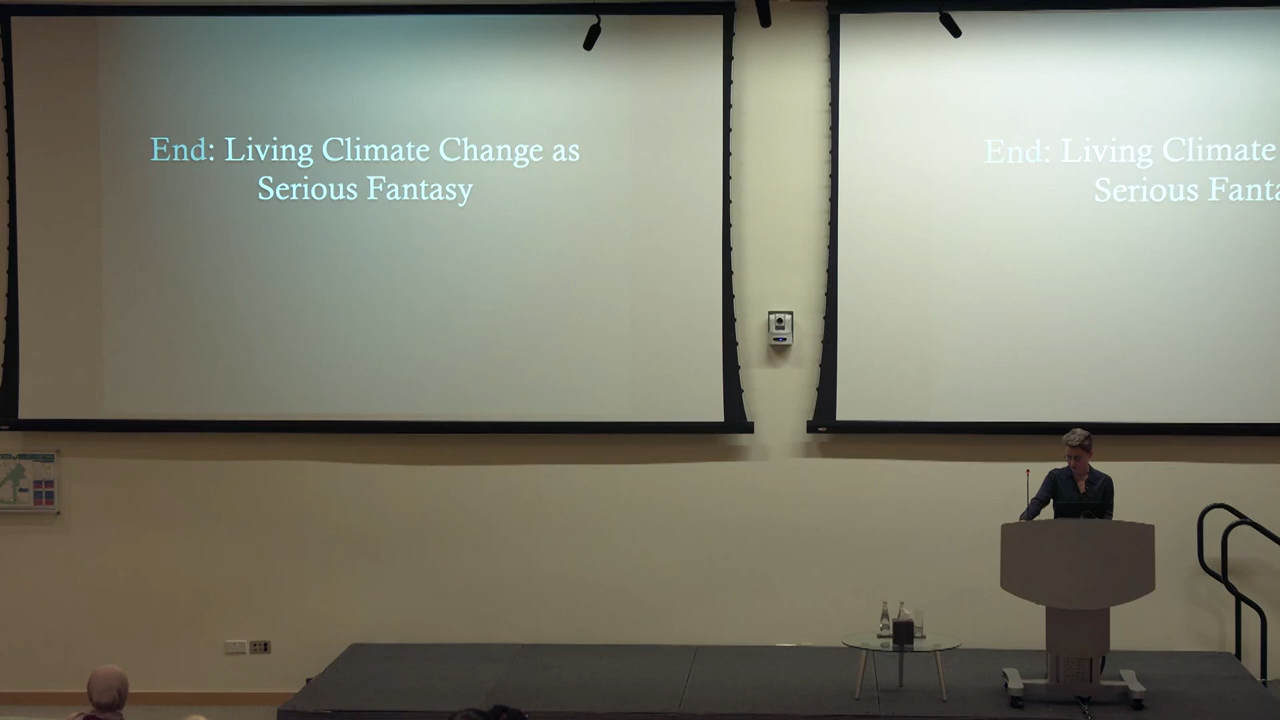 End: Living Climate Change as
Serious Fantasy
End: Living Climate
Serious Fanta